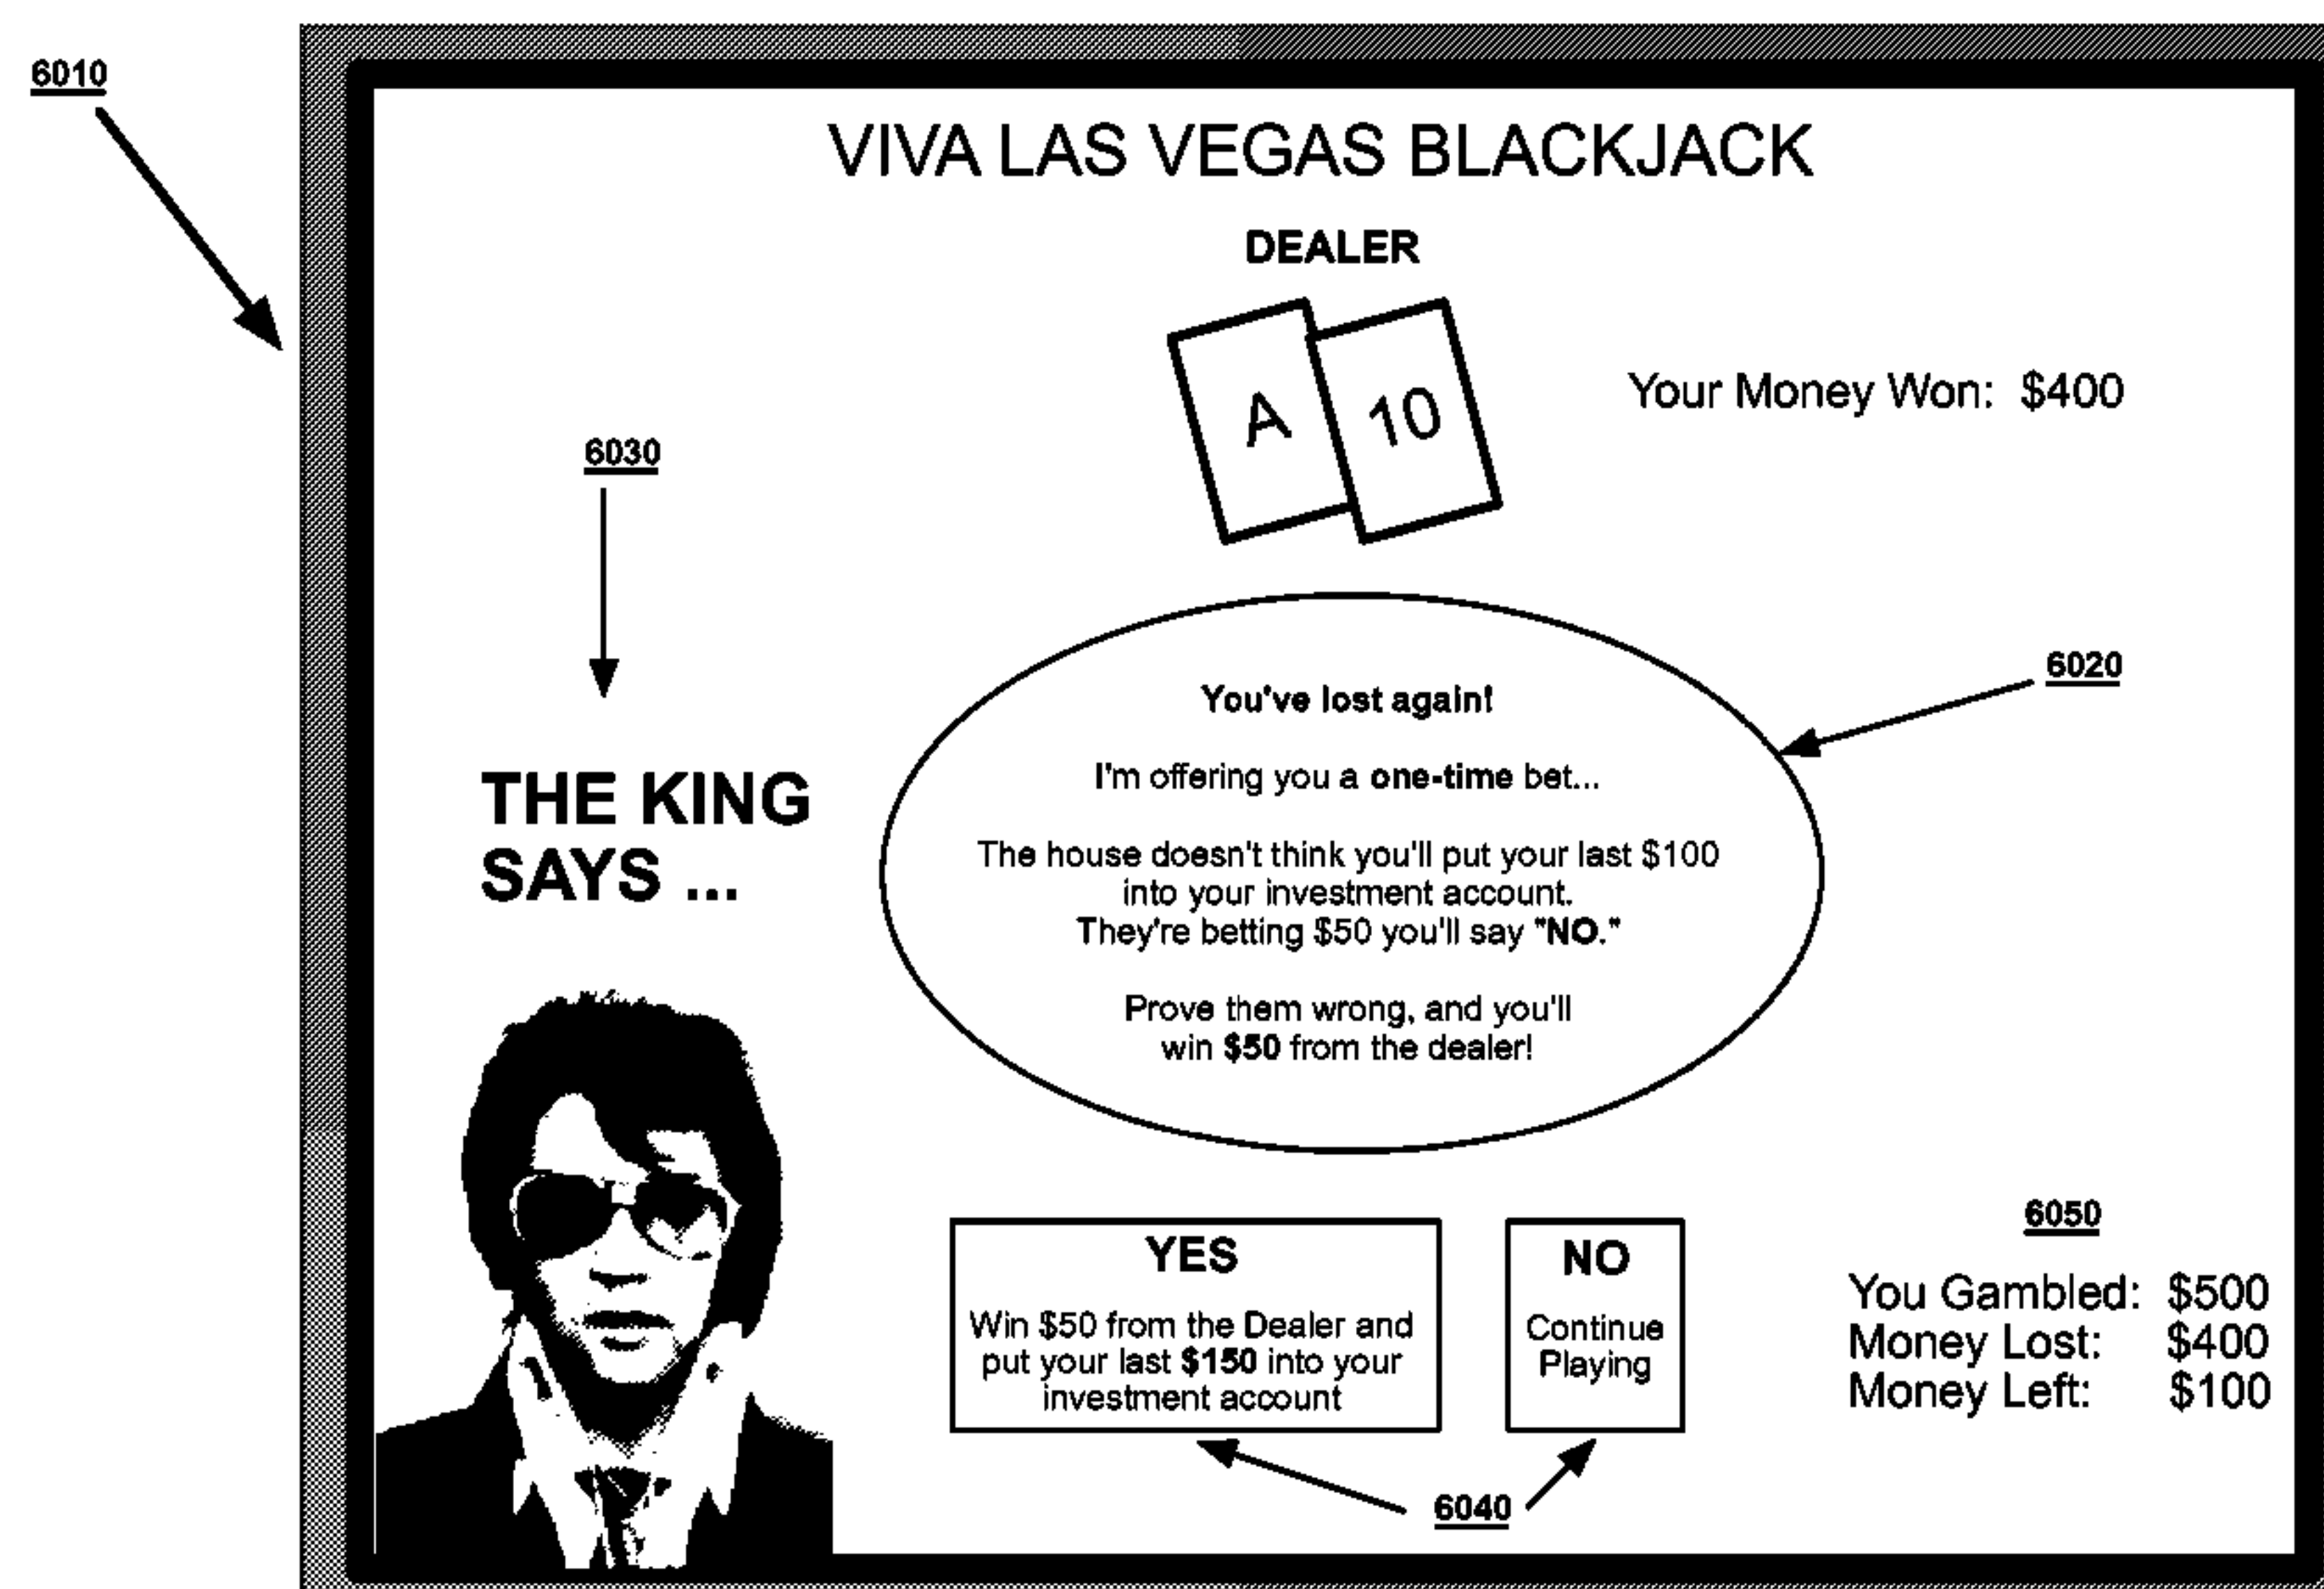 6010
VIVA LAS VEGAS BLACKJACK
DEALER
A 10
Your Money Won: $400
6030
6020
THE KING
SAYS ...
You've lost again!
I'm offering you a one-time bet...
The house doesn't think you'll put your last $100
into your investment account.
They're betting $50 you'll say "NO."
Prove them wrong, and you'll
win $50 from the dealer!
YES
Win $50 from the Dealer and
put your last $150 into your
investment account
NO
Continue
Playing
6050
You Gambled: $500
Money Lost: $400
Money Left: $100
6040